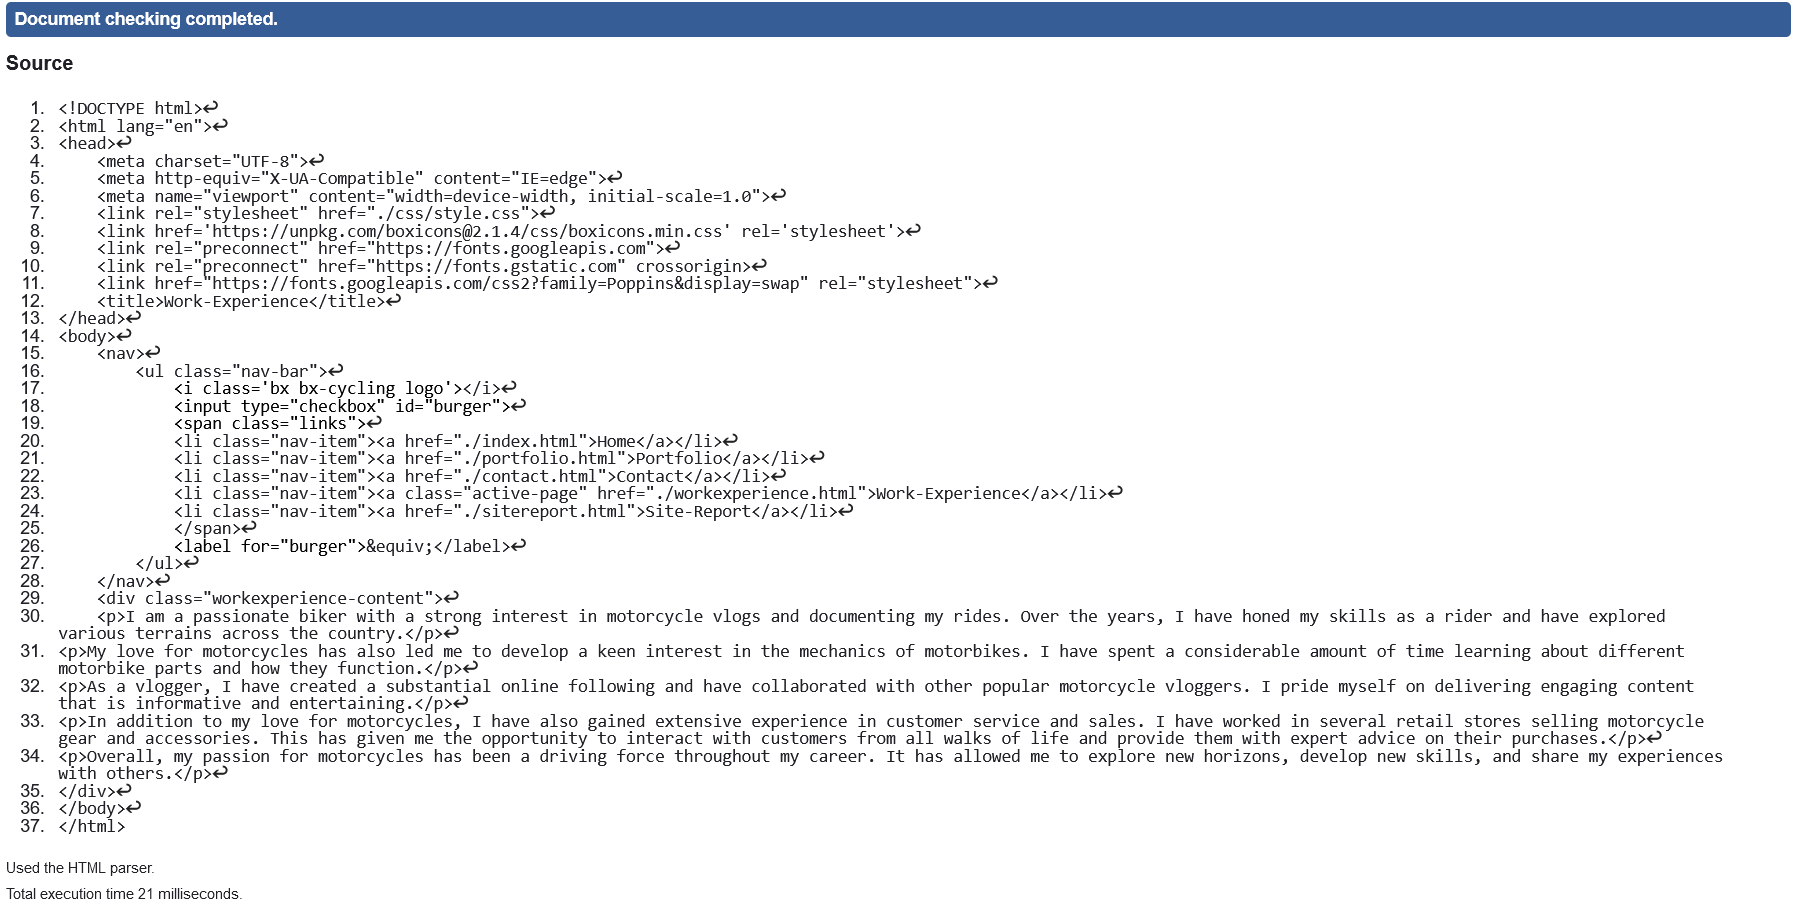 Document checking completed.
Source
1. <!DOCTYPE html>↩
2. <html lang="en">↩
3. <head>↩
4.     <meta charset="UTF-8">↩
5.     <meta http-equiv="X-UA-Compatible" content="IE=edge">↩
6.     <meta name="viewport" content="width=device-width, initial-scale=1.0">↩
7.     <link rel="stylesheet" href="./css/style.css">↩
8.     <link href='https://unpkg.com/boxicons@2.1.4/css/boxicons.min.css' rel='stylesheet'>↩
9.     <link rel="preconnect" href="https://fonts.googleapis.com">↩
10.     <link rel="preconnect" href="https://fonts.gstatic.com" crossorigin>↩
11.     <link href="https://fonts.googleapis.com/css2?family=Poppins&display=swap" rel="stylesheet">↩
12.     <title>Work-Experience</title>↩
13. </head>↩
14. <body>↩
15.     <nav>↩
16.         <ul class="nav-bar">↩
17.             <i class='bx bx-cycling logo'></i>↩
18.             <input type="checkbox" id="burger">↩
19.             <span class="links">↩
20.             <li class="nav-item"><a href="./index.html">Home</a></li>↩
21.             <li class="nav-item"><a href="./portfolio.html">Portfolio</a></li>↩
22.             <li class="nav-item"><a href="./contact.html">Contact</a></li>↩
23.             <li class="nav-item"><a class="active-page" href="./workexperience.html">Work-Experience</a></li>↩
24.             <li class="nav-item"><a href="./sitereport.html">Site-Report</a></li>↩
25.             </span>↩
26.             <label for="burger">&equiv;</label>↩
27.         </ul>↩
28.     </nav>↩
29.     <div class="workexperience-content">↩
30.     <p>I am a passionate biker with a strong interest in motorcycle vlogs and documenting my rides. Over the years, I have honed my skills as a rider and have explored
various terrains across the country.</p>↩
31. <p>My love for motorcycles has also led me to develop a keen interest in the mechanics of motorbikes. I have spent a considerable amount of time learning about different
motorbike parts and how they function.</p>↩
32. <p>As a vlogger, I have created a substantial online following and have collaborated with other popular motorcycle vloggers. I pride myself on delivering engaging content
that is informative and entertaining.</p>↩
33. <p>In addition to my love for motorcycles, I have also gained extensive experience in customer service and sales. I have worked in several retail stores selling motorcycle
gear and accessories. This has given me the opportunity to interact with customers from all walks of life and provide them with expert advice on their purchases.</p>↩
34. <p>Overall, my passion for motorcycles has been a driving force throughout my career. It has allowed me to explore new horizons, develop new skills, and share my experiences
with others.</p>↩
35. </div>↩
36. </body>↩
37. </html>
Used the HTML parser.
Total execution time 21 milliseconds.